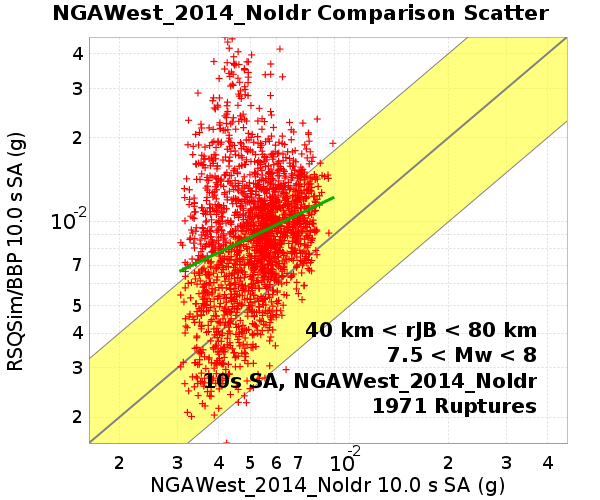 NGAWest_2014_NoIdr Comparison Scatter
RSQSim/BBP 10.0 s SA (g)
4
3
2
10-2
7
5
4
3
2
40 km < rJB < 80 km
7.5 < Mw < 8
10s SA, NGAWest_2014_NoIdr
1971 Ruptures
2 3 4 5 6 7 10-2 2 3 4
NGAWest_2014_NoIdr 10.0 s SA (g)